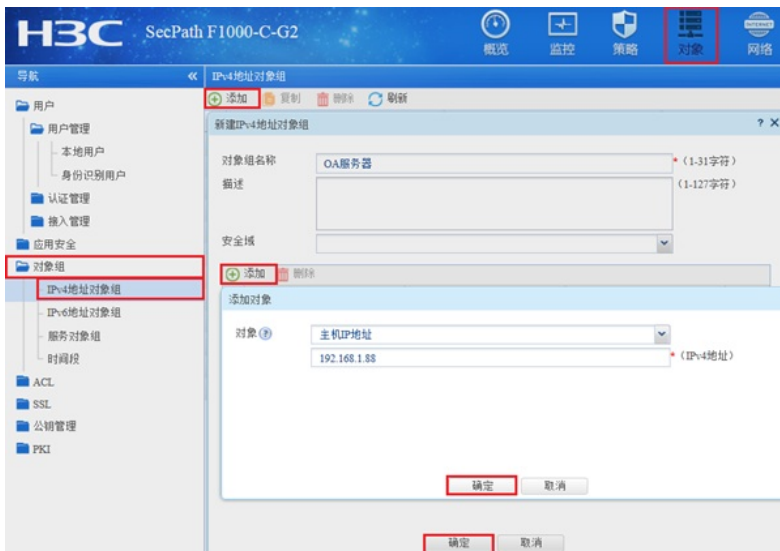 H3C SecPath F1000-C-G2
概览 监控 策略 对象 网络
导航 « IPv4地址对象组
添加 复制 删除 刷新
用户
用户管理
本地用户
身份识别用户
认证管理
接入管理
应用安全
对象组
IPv4地址对象组
IPv6地址对象组
服务对象组
时间段
ACL
SSL
公钥管理
PKI
新建IPv4地址对象组 ? X
对象组名称 OA服务器 * (1-31字符)
描述 (1-127字符)
安全域
添加 删除
添加对象
对象 ? 主机IP地址
192.168.1.88 * (IPv4地址)
确定 取消
确定 取消